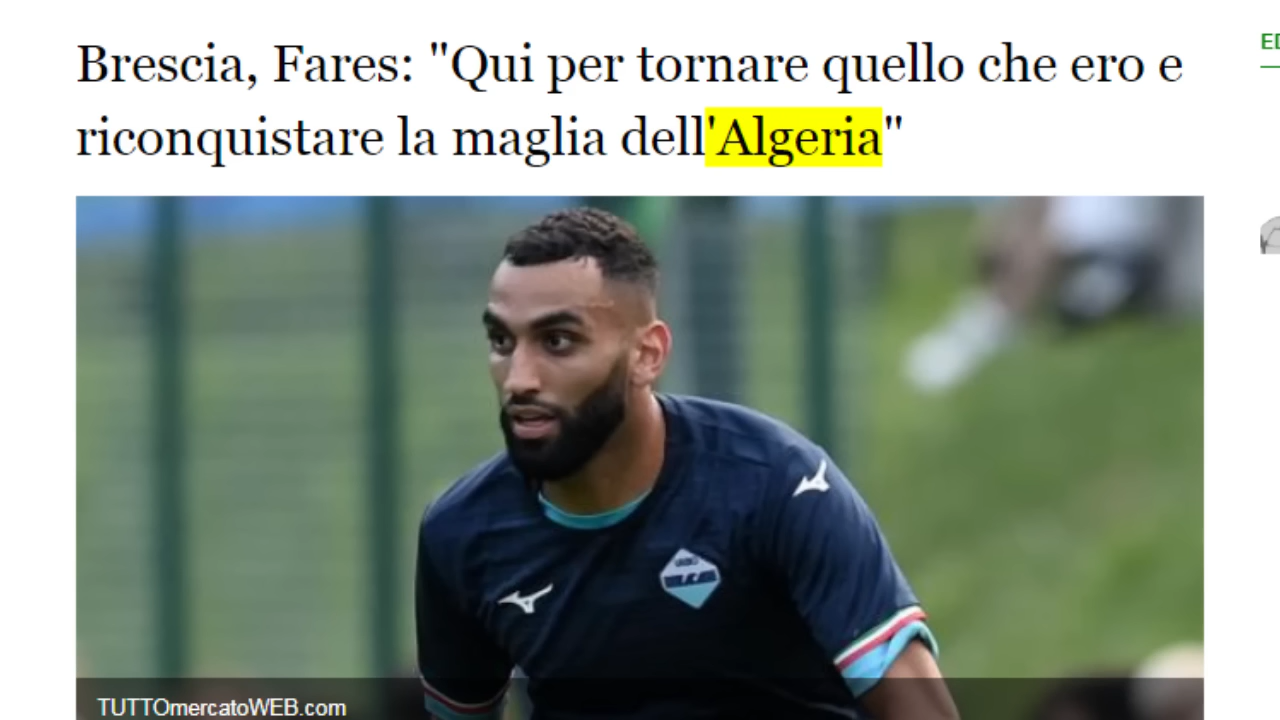 Brescia, Fares: "Qui per tornare quello che ero e
riconquistare la maglia dell'Algeria"
TUTTOmercatoWEB.com